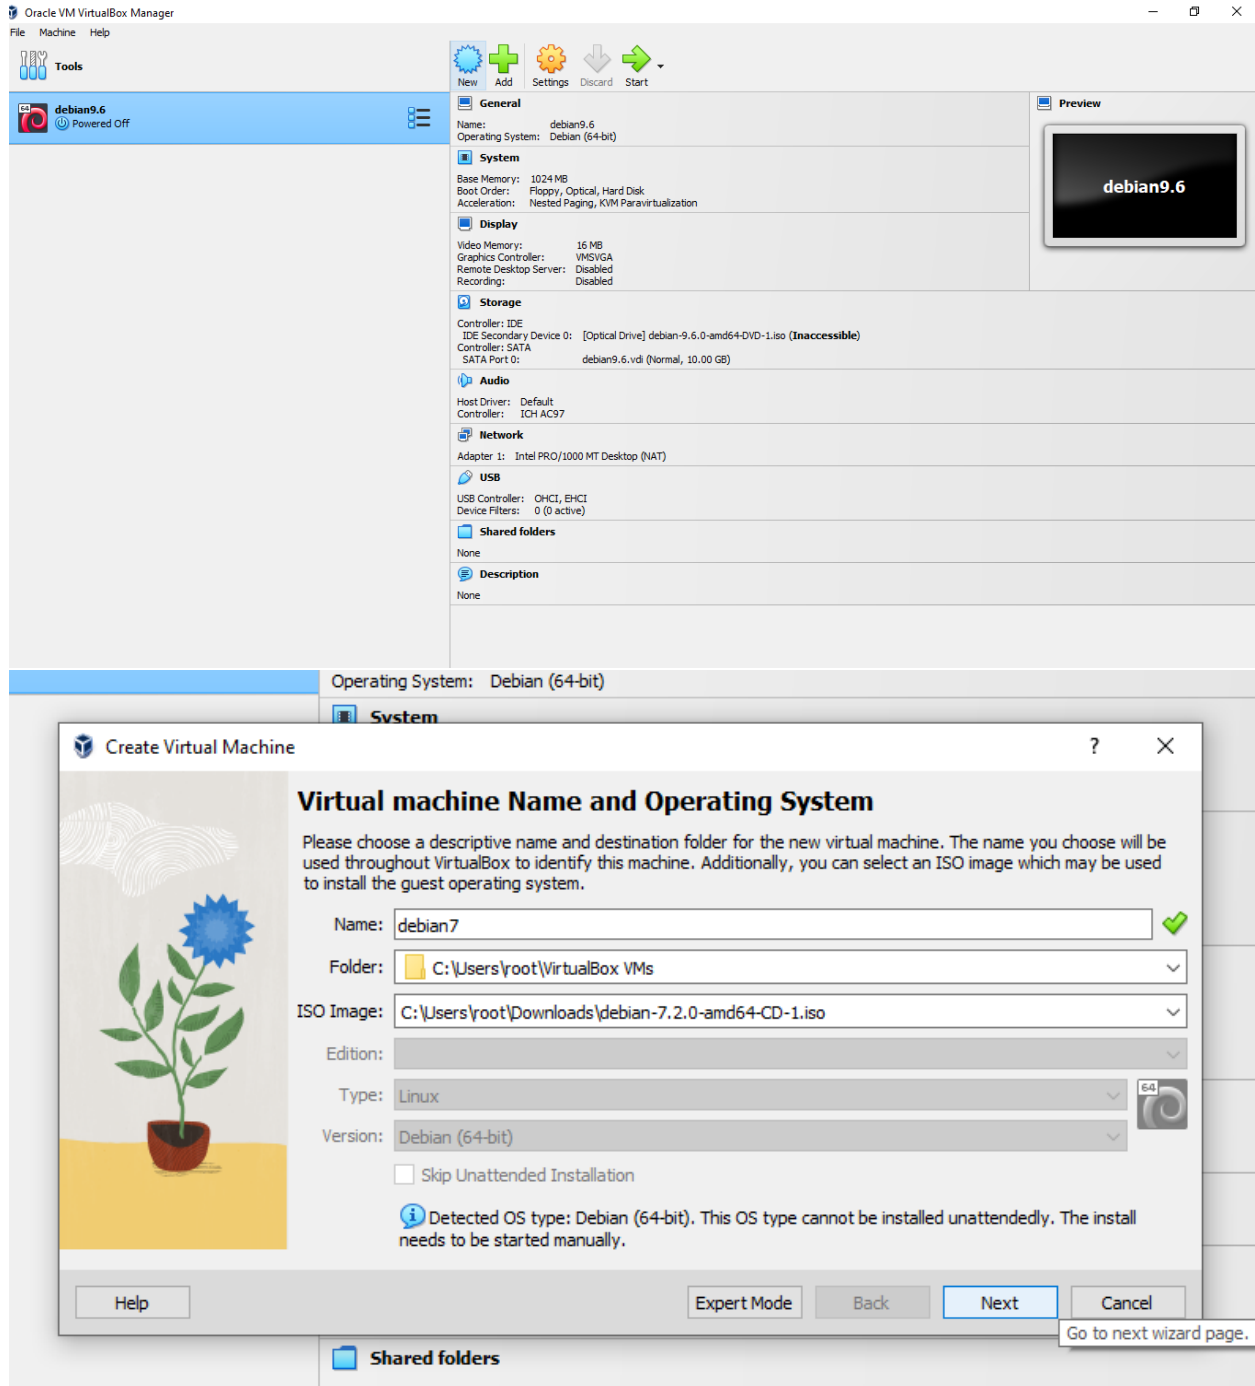 Oracle VM VirtualBox Manager
File Machine Help
Tools
New Add Settings Discard Start
64
debian9.6
Powered Off
General
Name: debian9.6
Operating System: Debian (64-bit)
System
Base Memory: 1024 MB
Boot Order: Floppy, Optical, Hard Disk
Acceleration: Nested Paging, KVM Paravirtualization
Display
Video Memory: 16 MB
Graphics Controller: VMSVGA
Remote Desktop Server: Disabled
Recording: Disabled
Storage
Controller: IDE
IDE Secondary Device 0: [Optical Drive] debian-9.6.0-amd64-DVD-1.iso (Inaccessible)
Controller: SATA
SATA Port 0: debian9.6.vdi (Normal, 10.00 GB)
Audio
Host Driver: Default
Controller: ICH AC97
Network
Adapter 1: Intel PRO/1000 MT Desktop (NAT)
USB
USB Controller: OHCI, EHCI
Device Filters: 0 (0 active)
Shared folders
None
Description
None
Preview
debian9.6
Operating System: Debian (64-bit)
System
Create Virtual Machine ?
Virtual machine Name and Operating System
Please choose a descriptive name and destination folder for the new virtual machine. The name you choose will be
used throughout VirtualBox to identify this machine. Additionally, you can select an ISO image which may be used
to install the guest operating system.
Name: debian7
Folder: C:\Users\root\VirtualBox VMs
ISO Image: C:\Users\root\Downloads\debian-7.2.0-amd64-CD-1.iso
Edition:
Type: Linux
64
Version: Debian (64-bit)
Skip Unattended Installation
Detected OS type: Debian (64-bit). This OS type cannot be installed unattendedly. The install
needs to be started manually.
Help Expert Mode Back Next Cancel
Go to next wizard page.
Shared folders